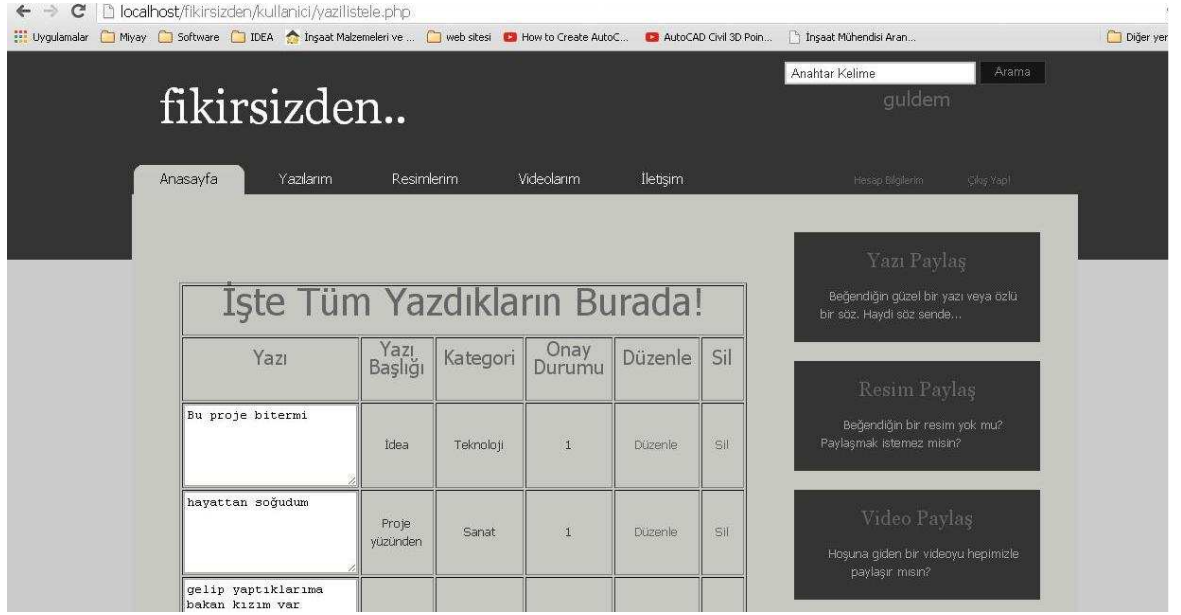 localhost/fikirsizden/kullanici/yazilistele.php
Uygulamalar Miyay Software IDEA İnşaat Malzemeleri ve ... web sitesi How to Create AutoC... AutoCAD Civil 3D Poin... İnşaat Mühendisi Aran... Diğer yer
Anahtar Kelime Arama
fikirsizden..
guldem
Anasayfa Yazılarım Resimlerim Videolarım İletişim Hesap Bilgilerim Çıkış Yap!
İşte Tüm Yazdıkların Burada!
Yazı Yazı Başlığı Kategori Onay Durumu Düzenle Sil
Bu proje bitermi
İdea Teknoloji 1 Düzenle Sil
hayattan soğudum
Proje
yüzünden Sanat 1 Düzenle Sil
gelip yaptıklarıma
bakan kızım var
Yazı Paylaş
Beğendiğin güzel bir yazı veya özlü
bir söz. Haydi söz sende...
Resim Paylaş
Beğendiğin bir resim yok mu?
Paylaşmak istemez misin?
Video Paylaş
Hoşuna giden bir videoyu hepimizle
paylaşır mısın?